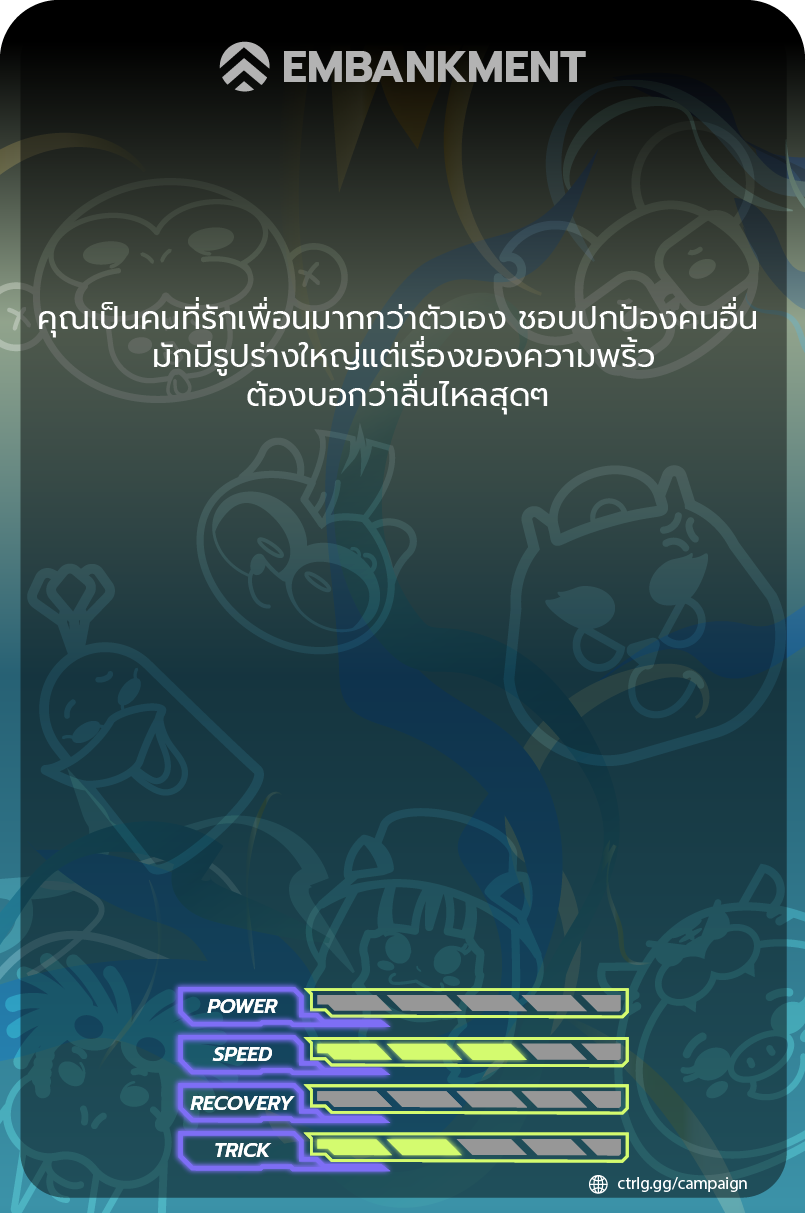 EMBANKMENT
คุณเป็นคนที่รักเพื่อนมากกว่าตัวเอง ชอบปกป้องคนอื่น
มักมีรูปร่างใหญ่แต่เรื่องของความพริ้ว
ต้องบอกว่าลื่นไหลสุดๆ
POWER
SPEED
RECOVERY
TRICK
ctrlg.gg/campaign